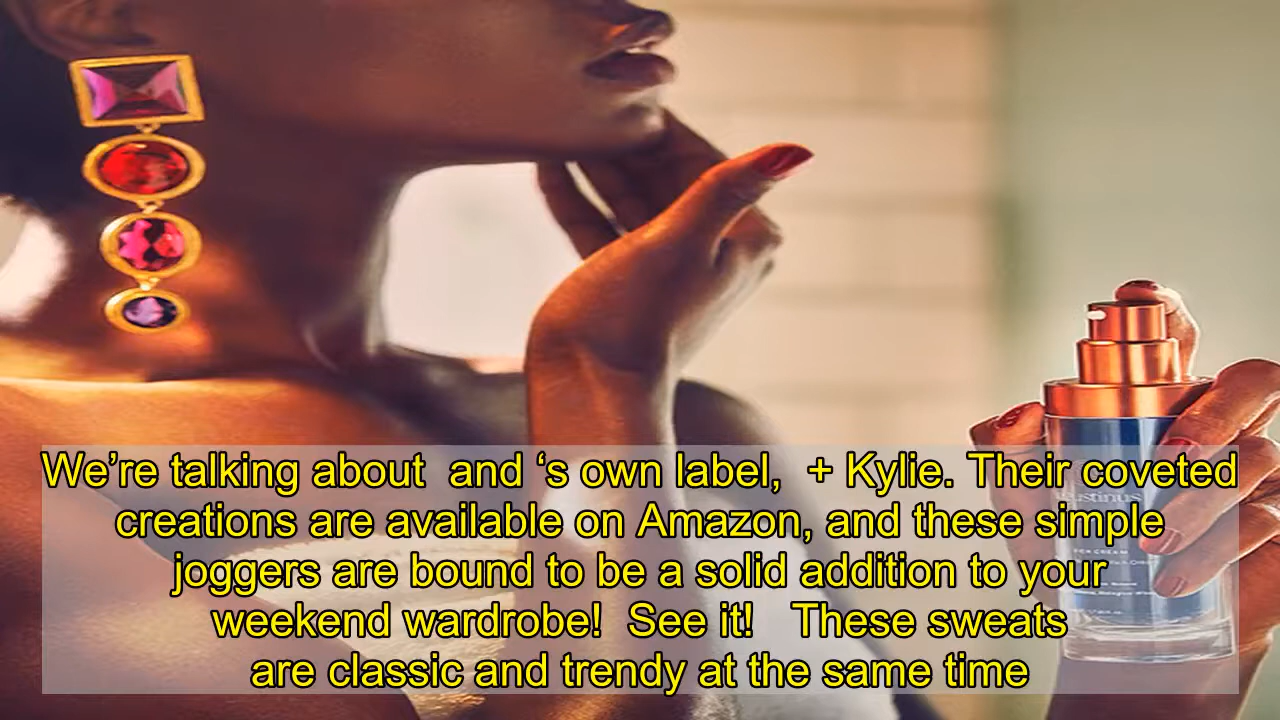 We’re talking about  and ‘s own label,  + Kylie. Their coveted
creations are available on Amazon, and these simple
joggers are bound to be a solid addition to your
weekend wardrobe!  See it!   These sweats
are classic and trendy at the same time